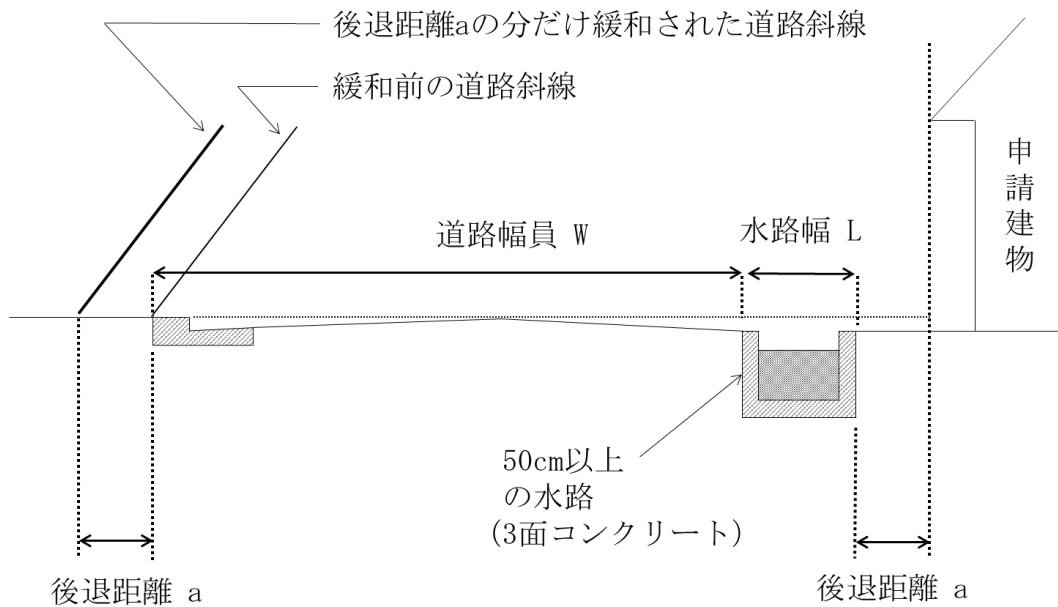 後退距離aの分だけ緩和された道路斜線
緩和前の道路斜線
申請建物
道路幅員 W
水路幅 L
50cm以上
の水路
(3面コンクリート)
後退距離 a
後退距離 a